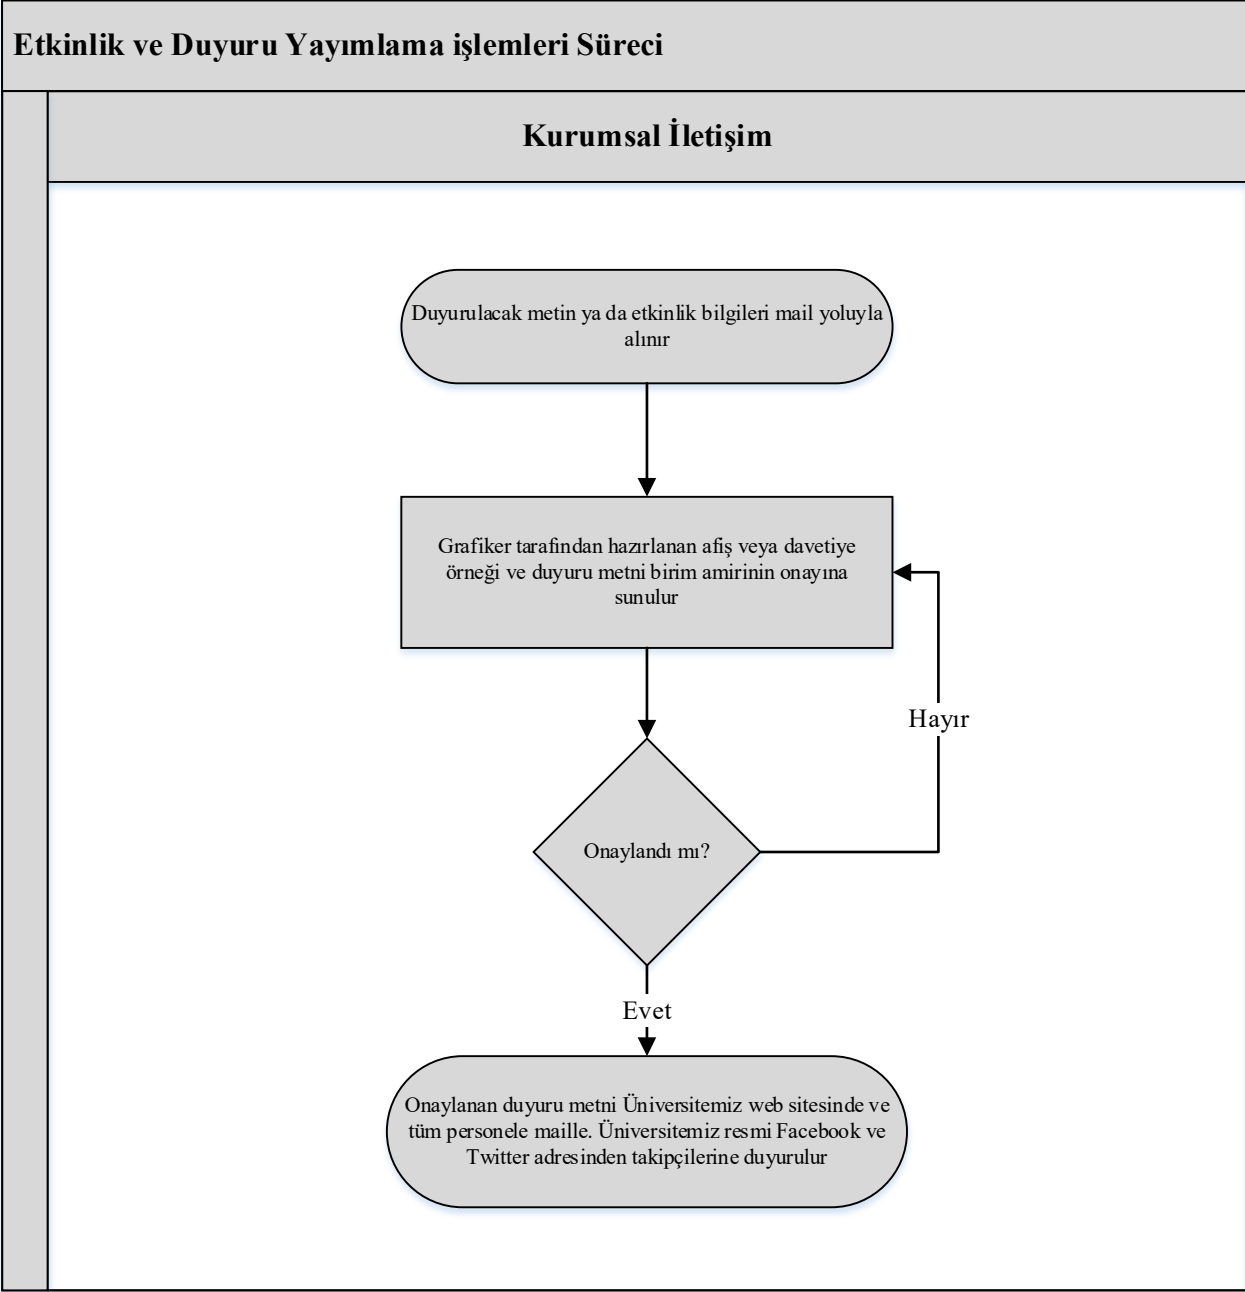 Etkinlik ve Duyuru Yayımlama işlemleri Süreci
Kurumsal İletişim
Duyurulacak metin ya da etkinlik bilgileri mail yoluyla
alınır
Grafiker tarafından hazırlanan afiş veya davetiye
örneği ve duyuru metni birim amirinin onayına
sunulur
Hayır
Onaylandı mı?
Evet
Onaylanan duyuru metni Üniversitemiz web sitesinde ve
tüm personele maille. Üniversitemiz resmi Facebook ve
Twitter adresinden takipçilerine duyurulur